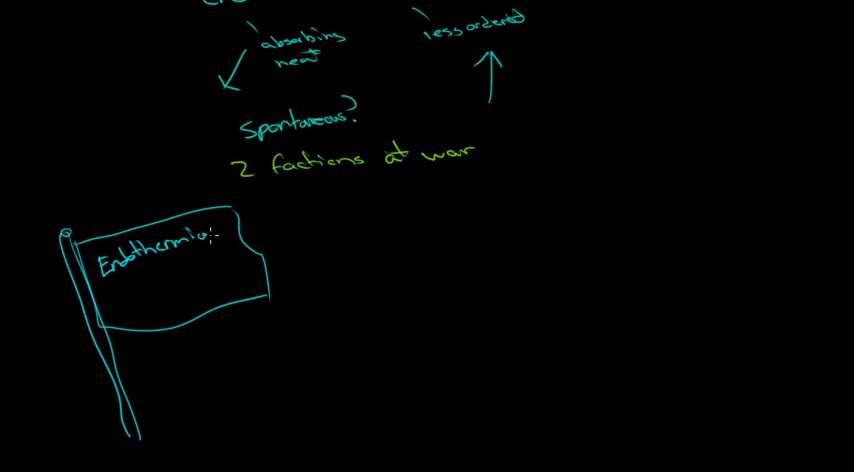 absorbing
heat
less ordered
Spontaneous?
2 factions at war
Endothermic